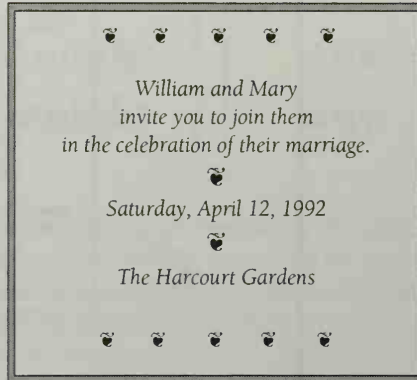 William and Mary
invite you to join them
in the celebration of their marriage.
Saturday, April 12, 1992
The Harcourt Gardens